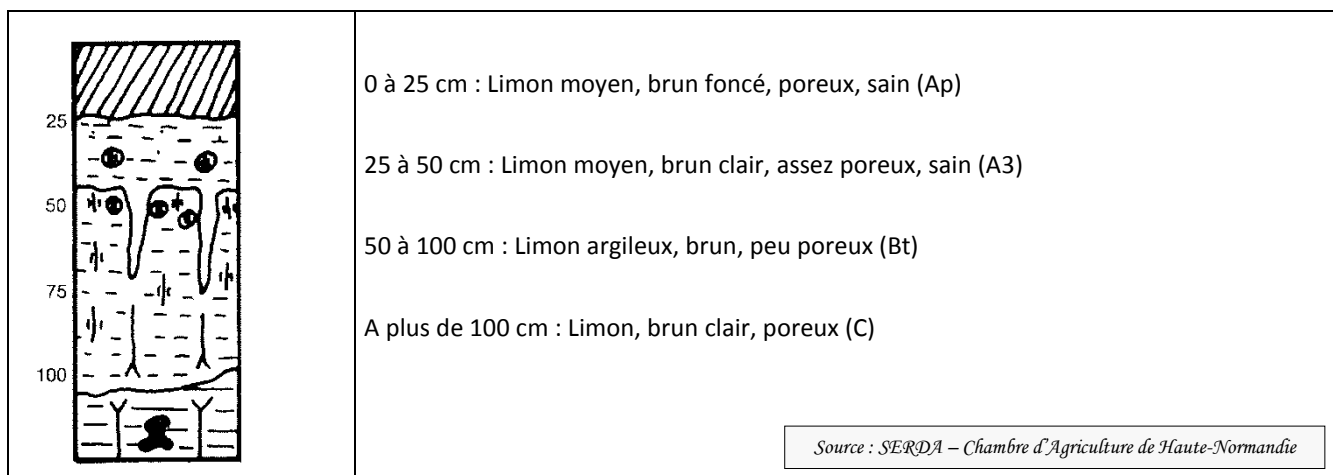 25
50
75
100
0 à 25 cm : Limon moyen, brun foncé, poreux, sain (Ap)
25 à 50 cm : Limon moyen, brun clair, assez poreux, sain (A3)
50 à 100 cm : Limon argileux, brun, peu poreux (Bt)
A plus de 100 cm : Limon, brun clair, poreux (C)
Source : SERDA – Chambre d'Agriculture de Haute-Normandie